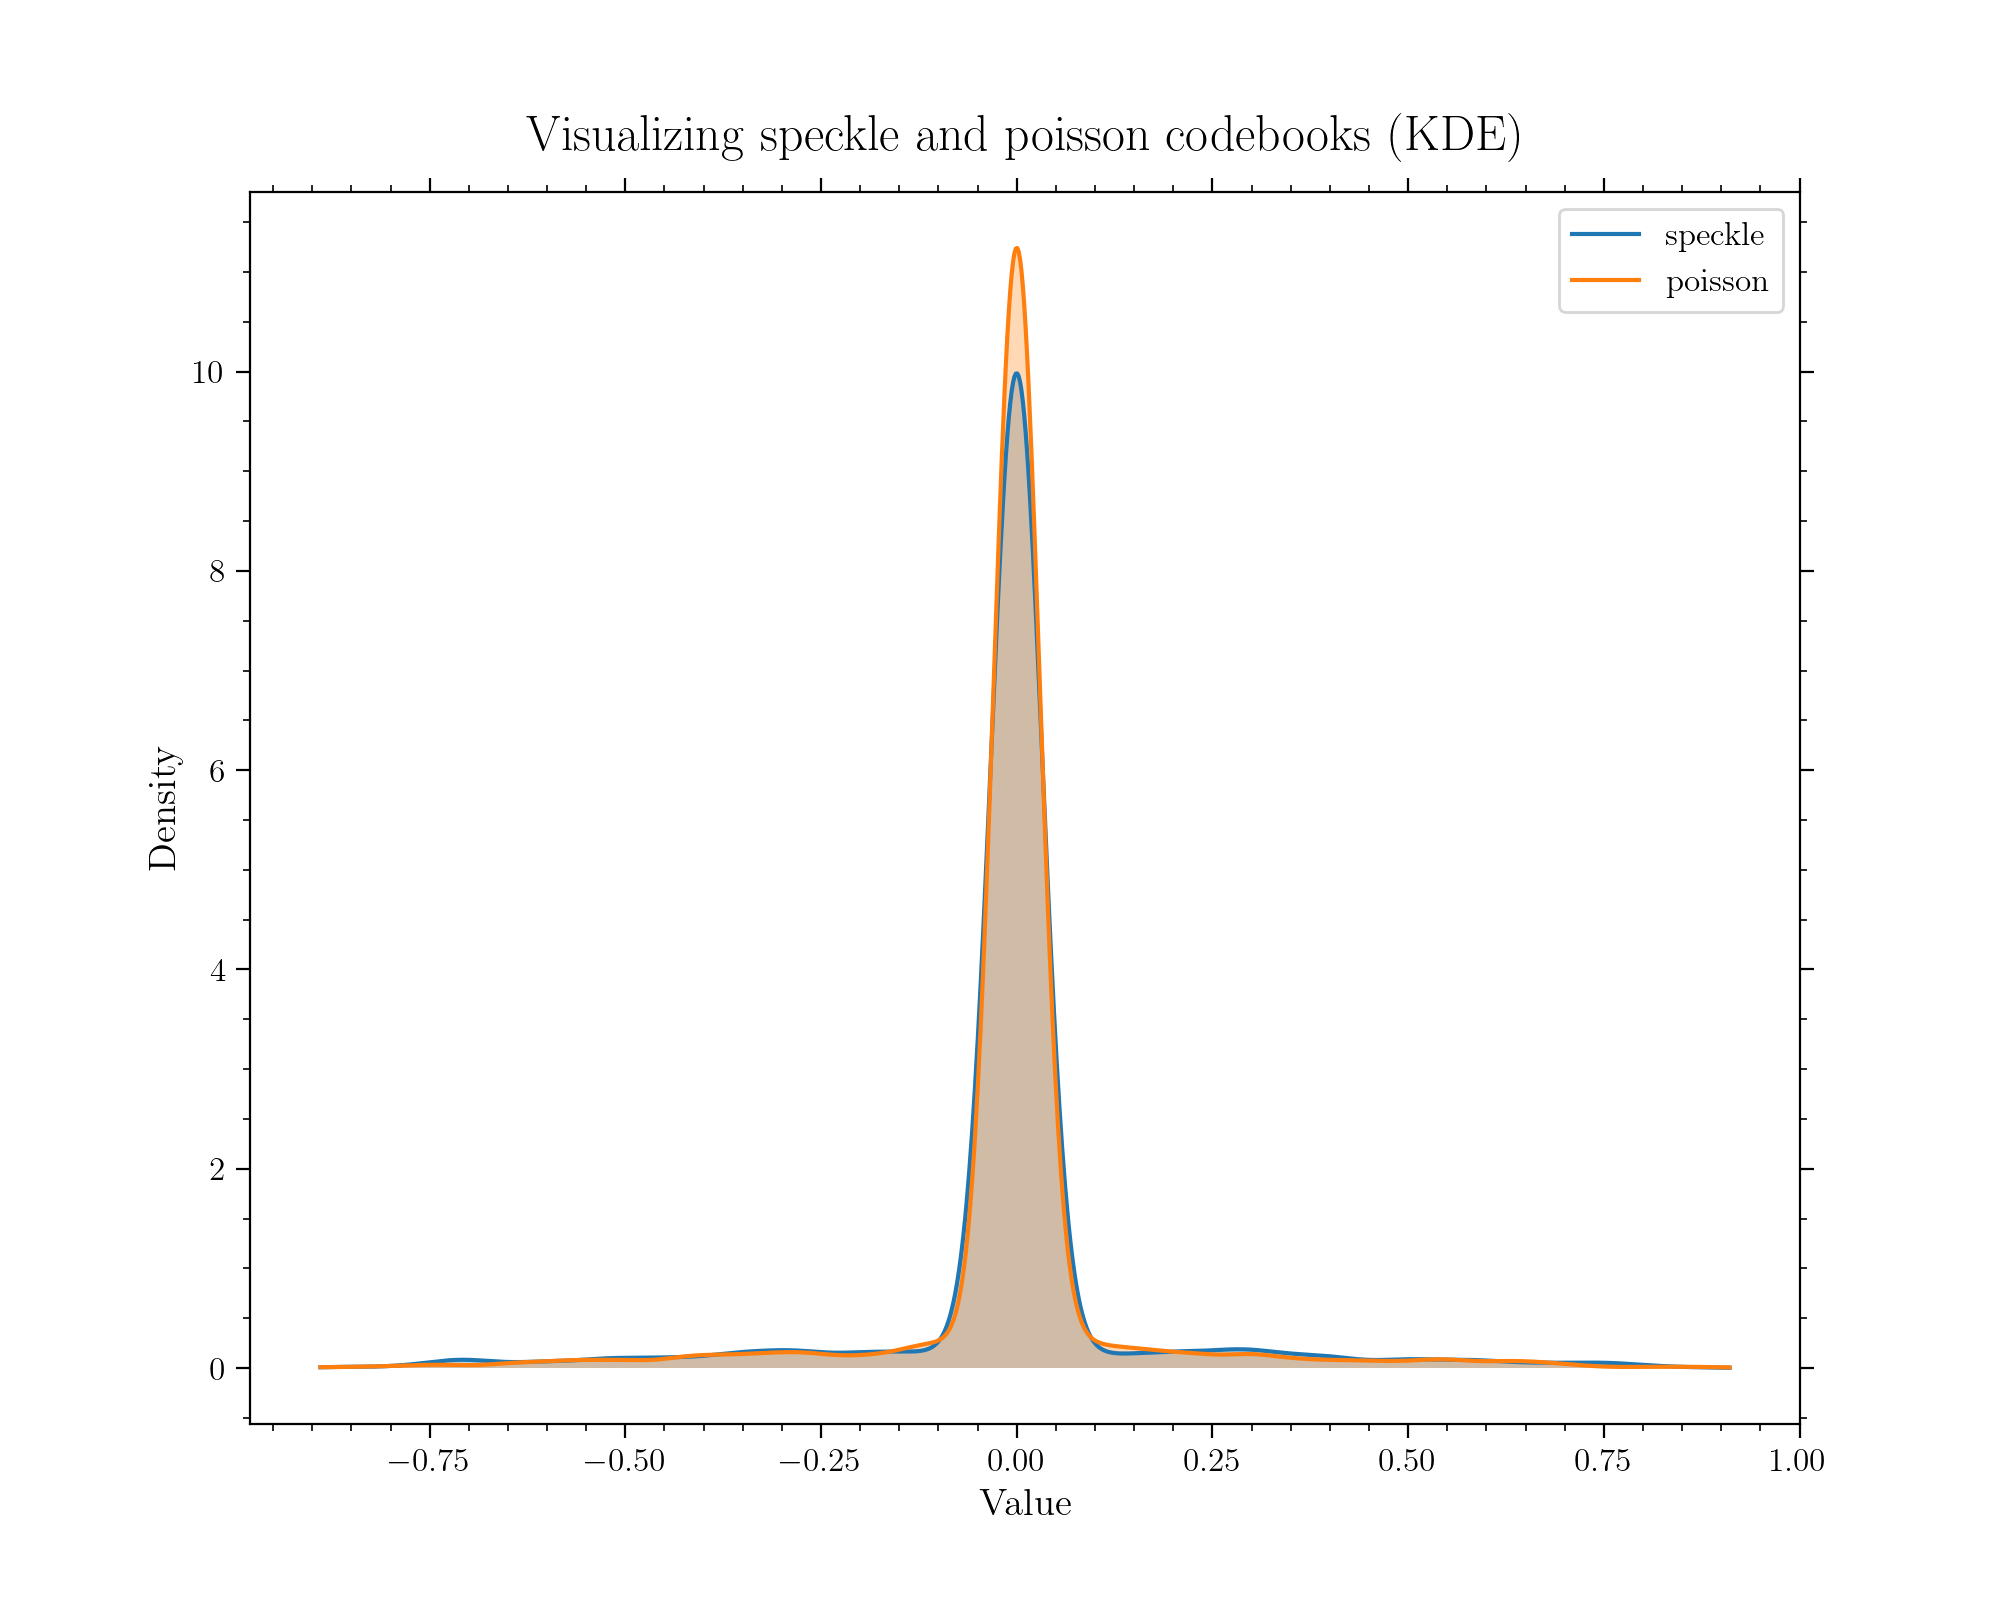 Visualizing speckle and poisson codebooks (KDE)
speckle
poisson
Density
10
8
6
4
2
0
−0.75 −0.50 −0.25 0.00 0.25 0.50 0.75 1.00
Value